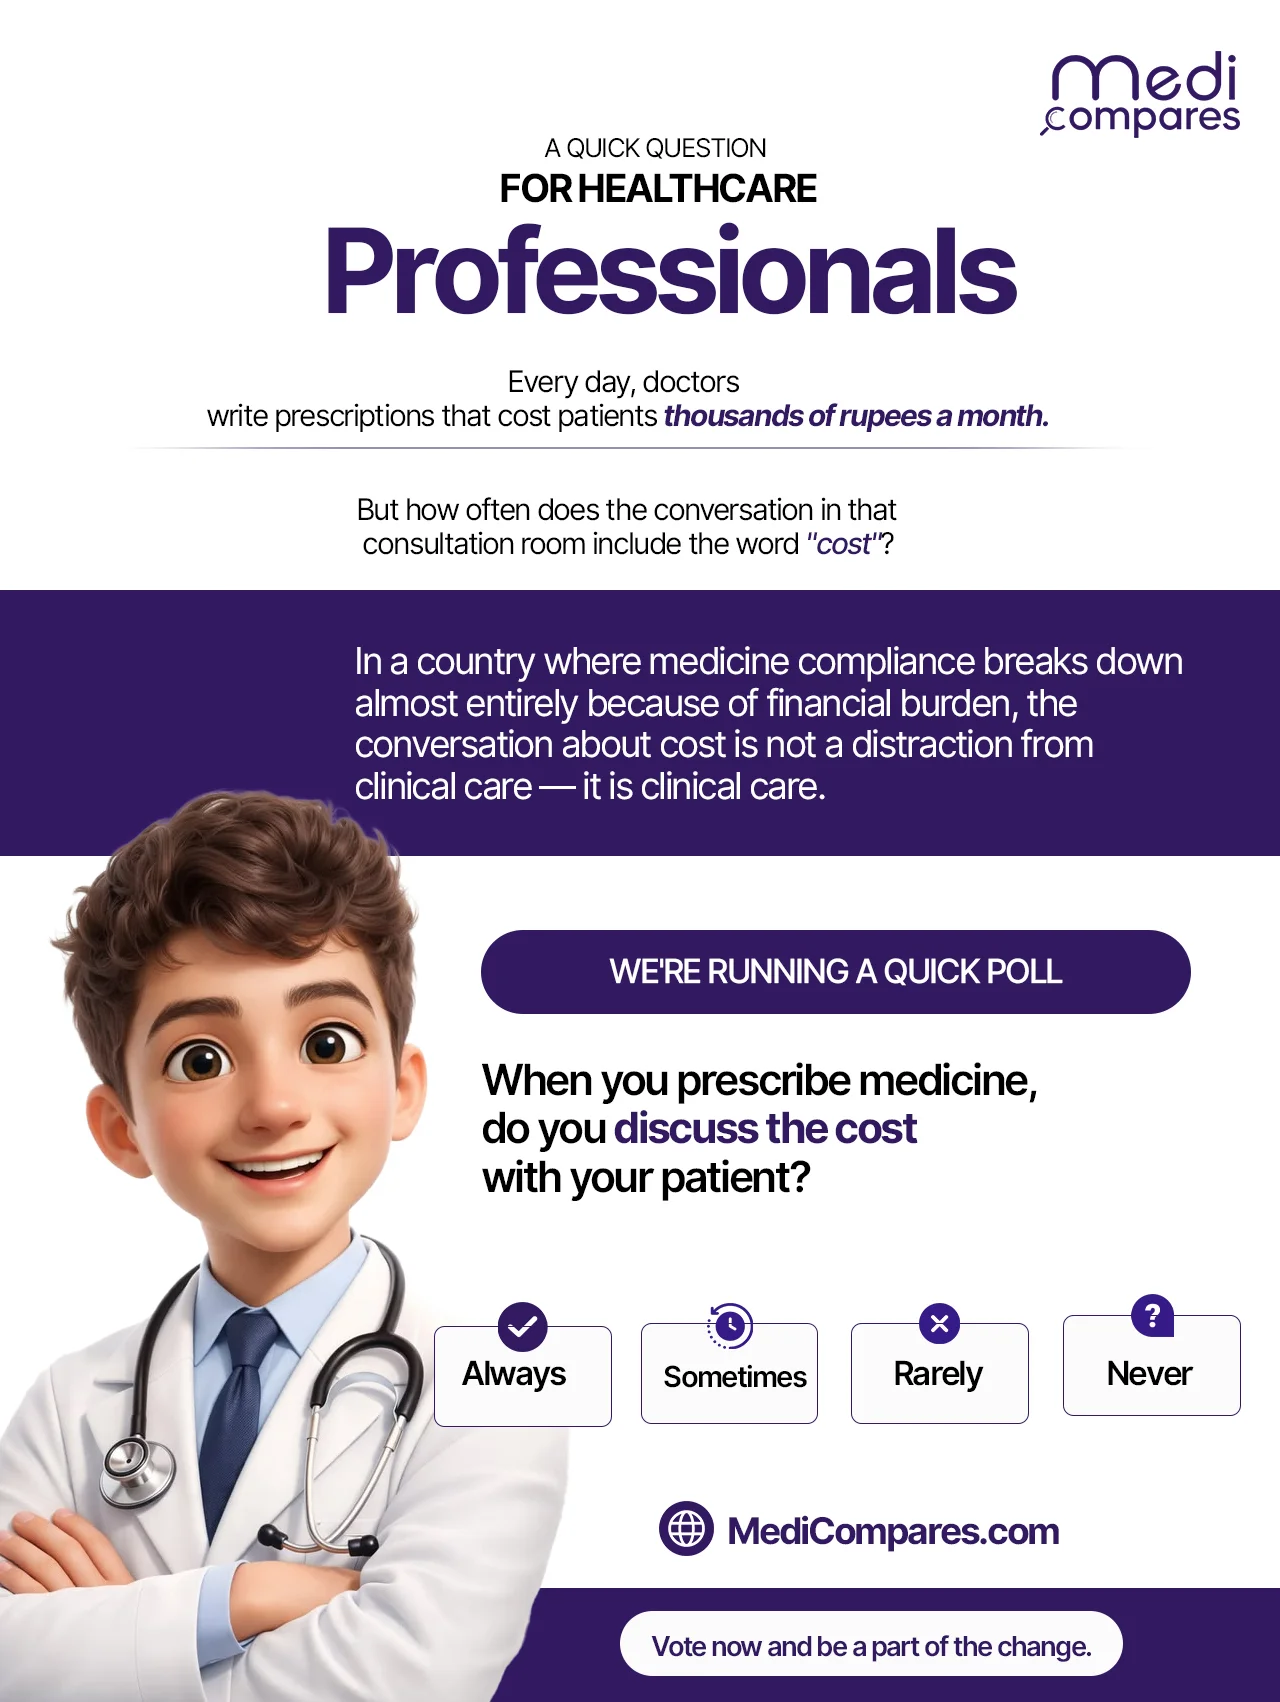 medi
compares
A QUICK QUESTION
FOR HEALTHCARE
Professionals
Every day, doctors
write prescriptions that cost patients thousands of rupees a month.
But how often does the conversation in that
consultation room include the word "cost"?
In a country where medicine compliance breaks down
almost entirely because of financial burden, the
conversation about cost is not a distraction from
clinical care — it is clinical care.
WE'RE RUNNING A QUICK POLL
When you prescribe medicine,
do you discuss the cost
with your patient?
Always
Sometimes
Rarely
?
Never
MediCompares.com
Vote now and be a part of the change.